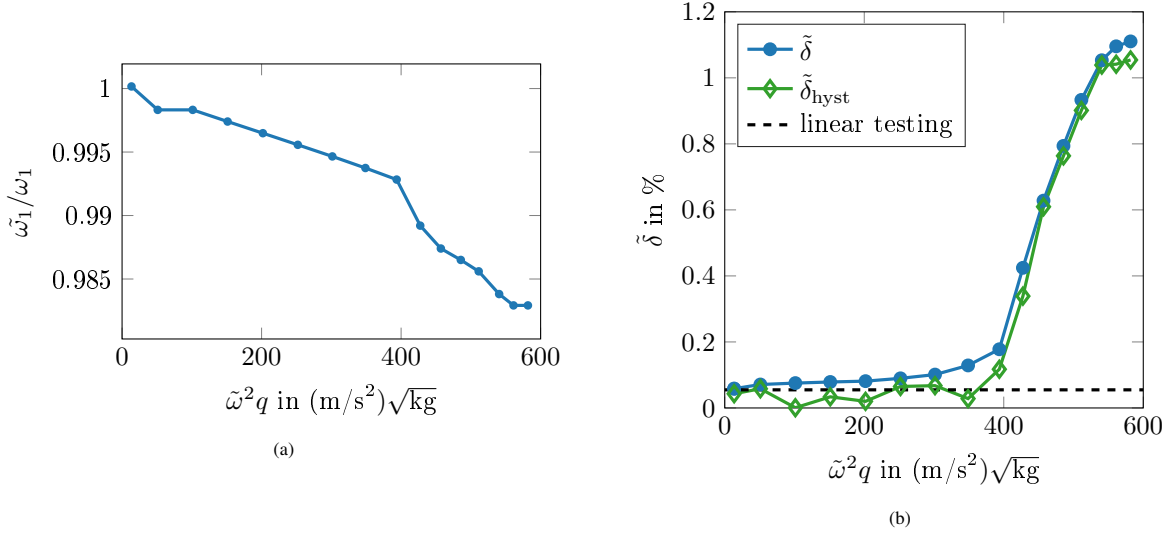 1
0.995
0.99
0.985
ω̃₁/ω₁
0 200 400 600
ω̃²q in (m/s²)√kg
(a)
1.2
1
0.8
0.6
0.4
0.2
0
δ̃ in %
δ̃
δ̃hyst
linear testing
0 200 400 600
ω̃²q in (m/s²)√kg
(b)